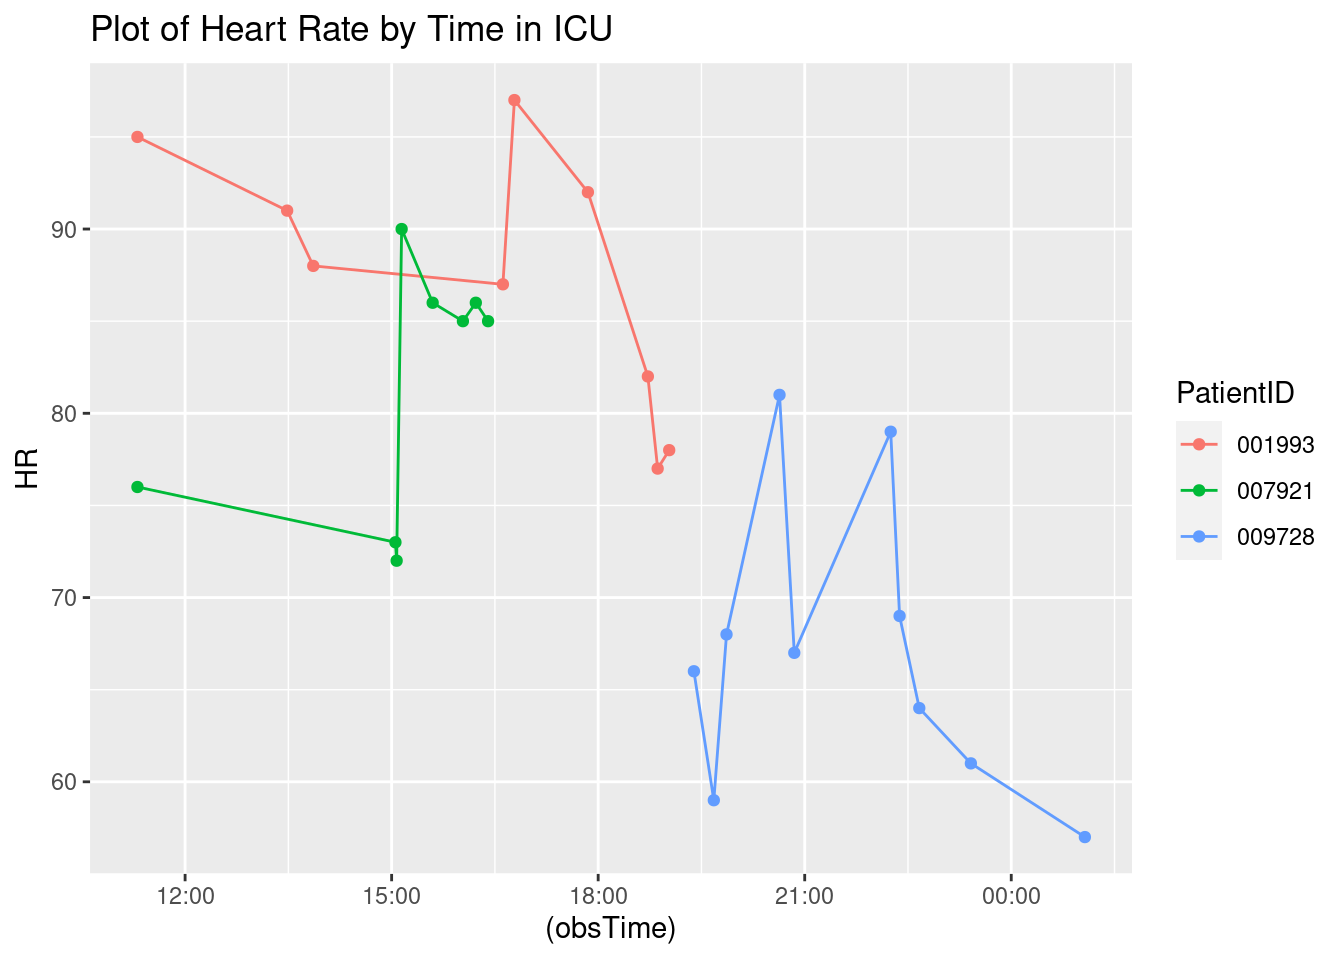 Plot of Heart Rate by Time in ICU
HR
90
80
70
60
12:00 15:00 18:00 21:00 00:00
(obsTime)
PatientID
001993
007921
009728